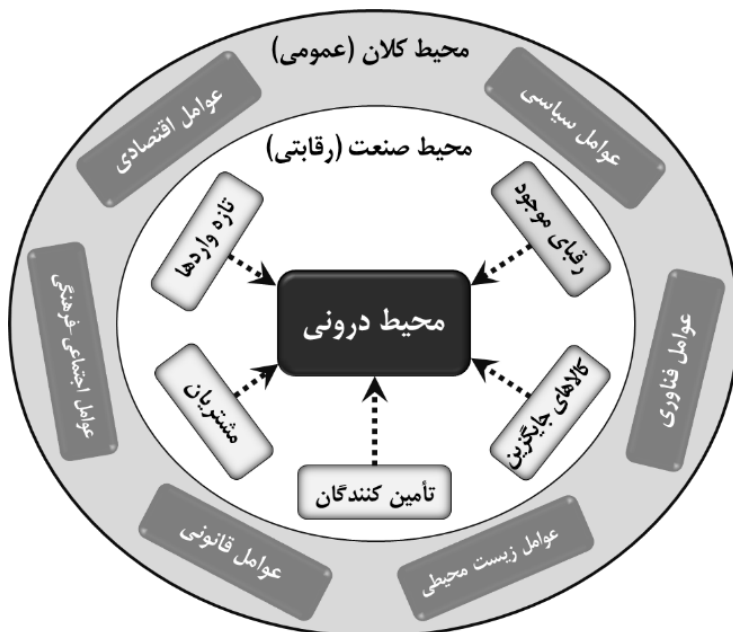 محیط کلان (عمومی)
عوامل سیاسی
عوامل اقتصادی
محیط صنعت (رقابتی)
رقبای موجود
تازه واردها
عوامل فناوری
محیط درونی
عوامل اجتماعی -فرهنگی
کالاهای جایگزین
مشتریان
تأمین کنندگان
عوامل زیست محیطی
عوامل قانونی